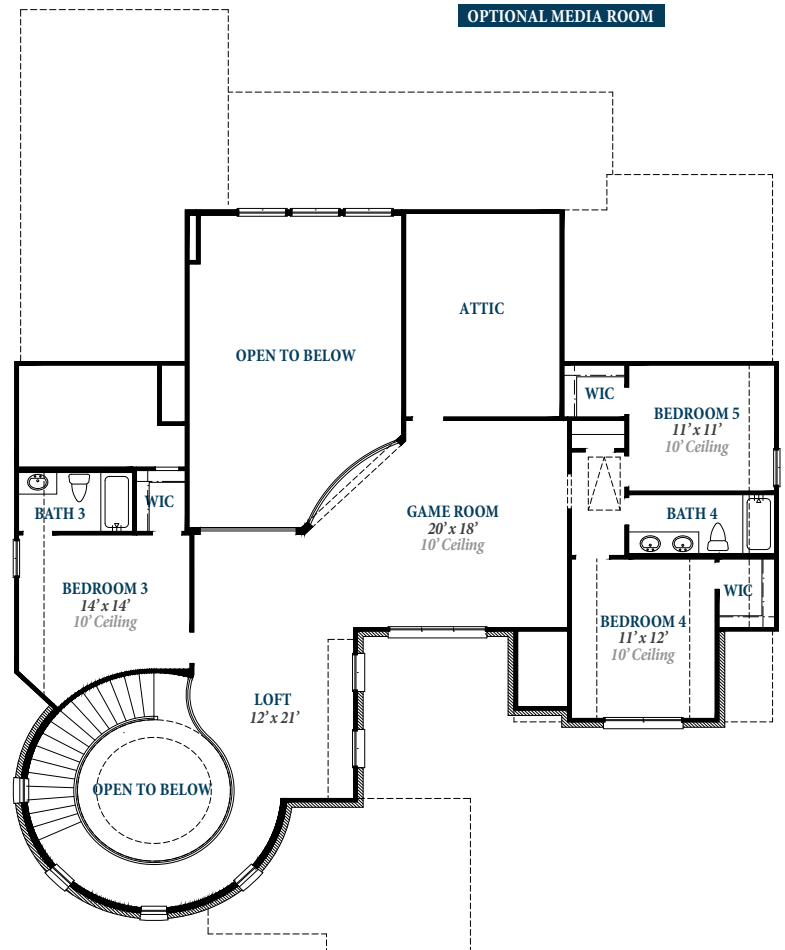 OPTIONAL MEDIA ROOM
ATTIC
OPEN TO BELOW
WIC
BEDROOM 5
11’ x 11’
10’ Ceiling
BATH 3
WIC
GAME ROOM
20’ x 18’
10’ Ceiling
BATH 4
BEDROOM 3
14’ x 14’
10’ Ceiling
WIC
BEDROOM 4
11’ x 12’
10’ Ceiling
LOFT
12’ x 21’
OPEN TO BELOW